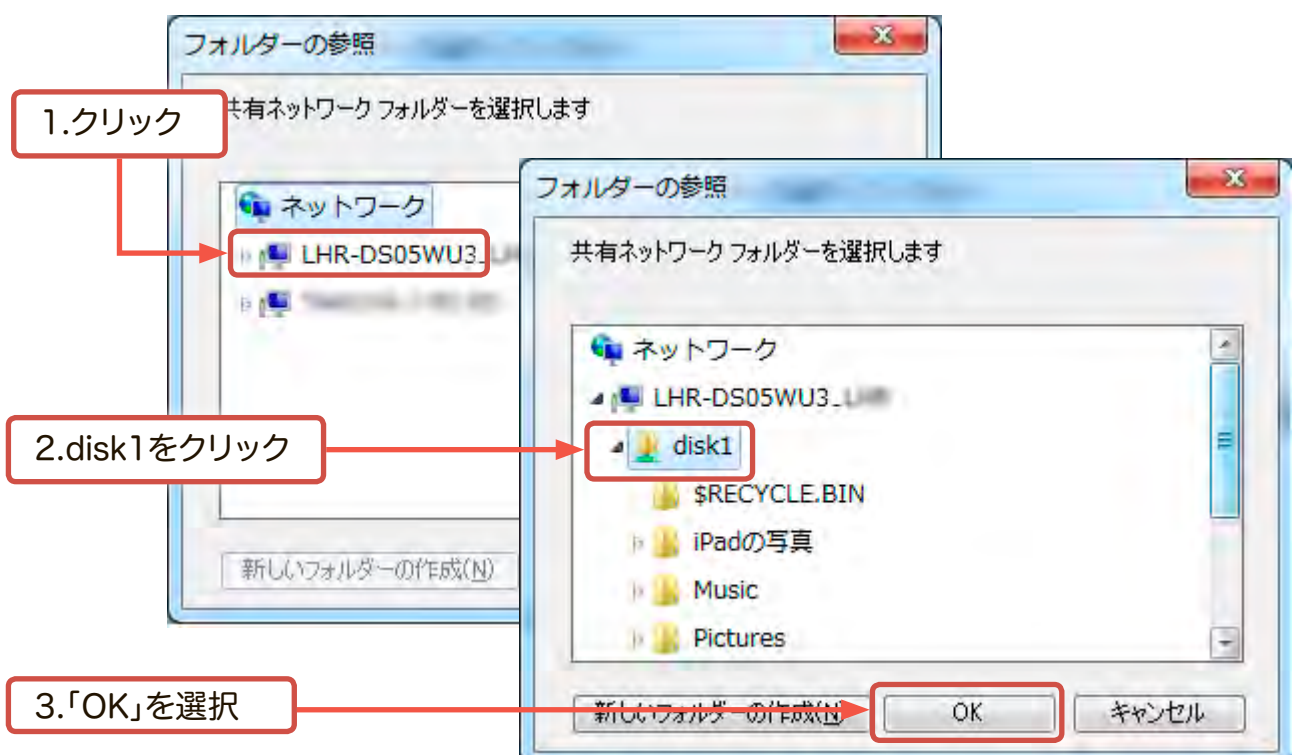 フォルダーの参照
共有ネットワーク フォルダーを選択します
1.クリック
ネットワーク
LHR-DS05WU3_
新しいフォルダーの作成(N)
フォルダーの参照
共有ネットワーク フォルダーを選択します
ネットワーク
LHR-DS05WU3_
2.disk1をクリック
disk1
$RECYCLE.BIN
iPadの写真
Music
Pictures
3.「OK」を選択
新しいフォルダーの作成(N)
OK
キャンセル